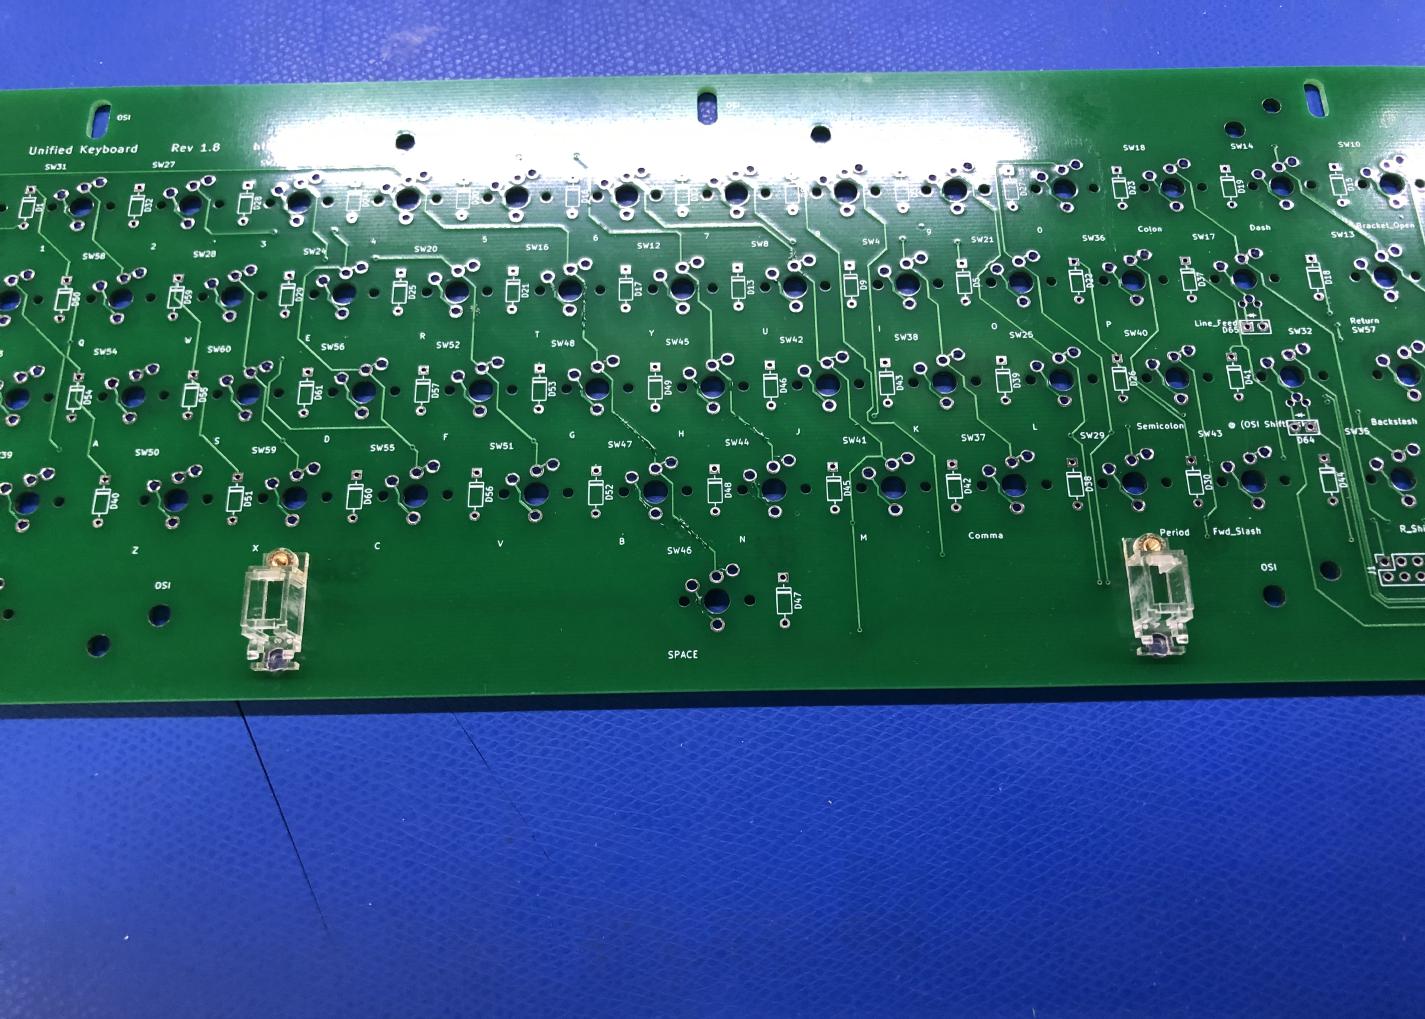 OSI
OSI
Unified Keyboard Rev 1.8
SW31 SW27 SW18 SW14 SW10
D32 D28 D23 D19 D15
1 2 3 4 5 6 7 8 9 0 Colon Dash Bracket_Open
SW58 SW28 SW24 SW20 SW16 SW12 SW8 SW4 SW21 SW36 SW17 SW13
D60 D59 D29 D25 D21 D17 D13 D9 D5 D22 D37 D18
Line_Feed D65
Return
SW57
Q W E R T Y U I O P
SW54 SW60 SW56 SW52 SW48 SW45 SW42 SW38 SW25 SW40 SW32
D54 D55 D61 D57 D53 D49 D46 D43 D39 D26 D41
A S D F G H J K L Semicolon @ (OSI Shift Backslash
D64
SW50 SW59 SW55 SW51 SW47 SW44 SW41 SW37 SW29 SW43 SW35
D40 D51 D60 D56 D52 D48 D45 D42 D38 D30 D44
Z X C V B N M Comma Period Fwd_Slash R_Shi
SW46
J1
OSI OSI
D47
SPACE